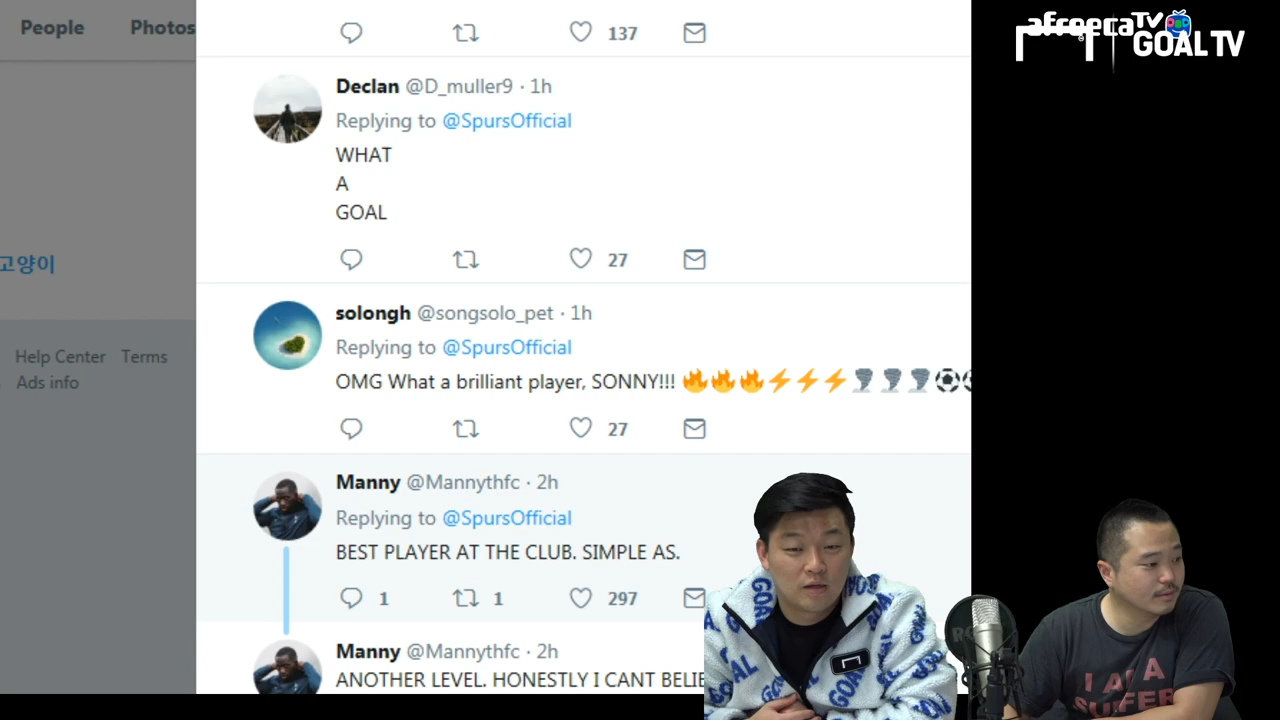 People Photos
afreecaTV
GOAL TV
137
Declan @D_muller9 · 1h
Replying to @SpursOfficial
WHAT
A
GOAL
27
고양이
solongh @songsolo_pet · 1h
Replying to @SpursOfficial
OMG What a brilliant player, SONNY!!! 🔥🔥🔥⚡⚡⚡🌪🌪🌪⚽
27
Help Center Terms
Ads info
Manny @Mannythfc · 2h
Replying to @SpursOfficial
BEST PLAYER AT THE CLUB. SIMPLE AS.
1 1 297
Manny @Mannythfc · 2h
ANOTHER LEVEL. HONESTLY I CANT BELIE
GOAL
GOAL
GOAL
I AM A
SURFER